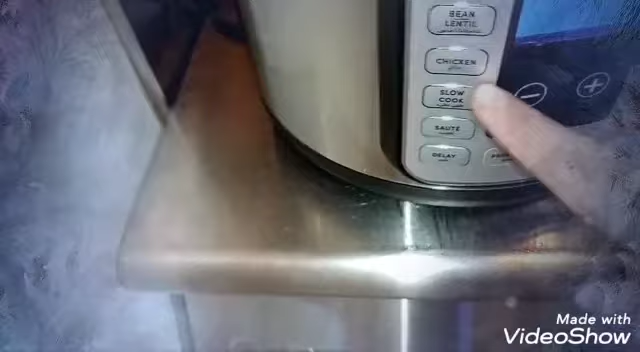 BEAN
LENTIL
CHICKEN
SLOW
COOK
SAUTE
DELAY
Made with
VideoShow